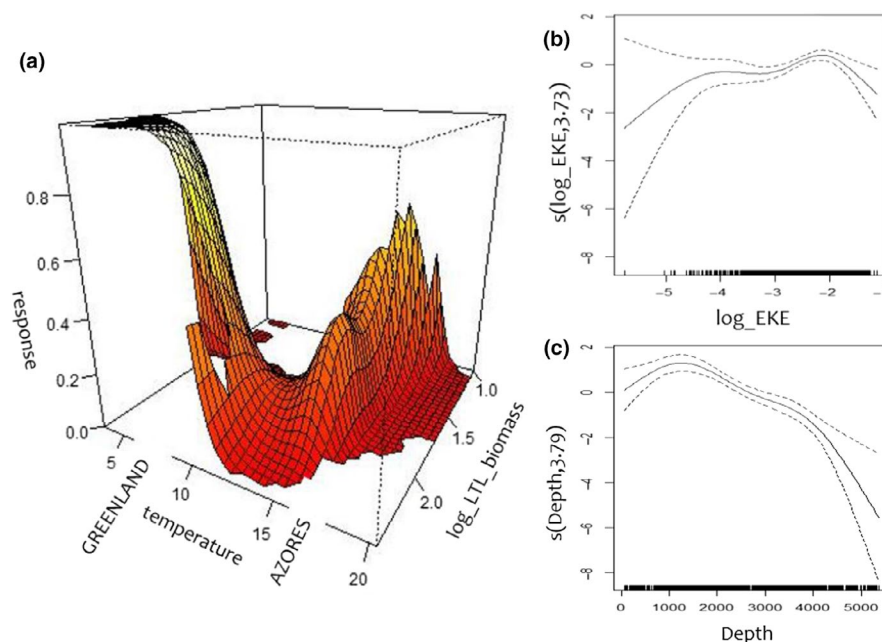 (a)
0.8
0.6
0.4
0.2
0.0
response
5
10
15
20
GREENLAND
temperature
AZORES
1.0
1.5
2.0
log_LTL_biomass
(b)
2
0
−2
−4
−6
−8
s(log_EKE,3.73)
−5
−4
−3
−2
log_EKE
(c)
2
0
−2
−4
−6
−8
s(Depth,3.79)
0
1000
2000
3000
4000
5000
Depth